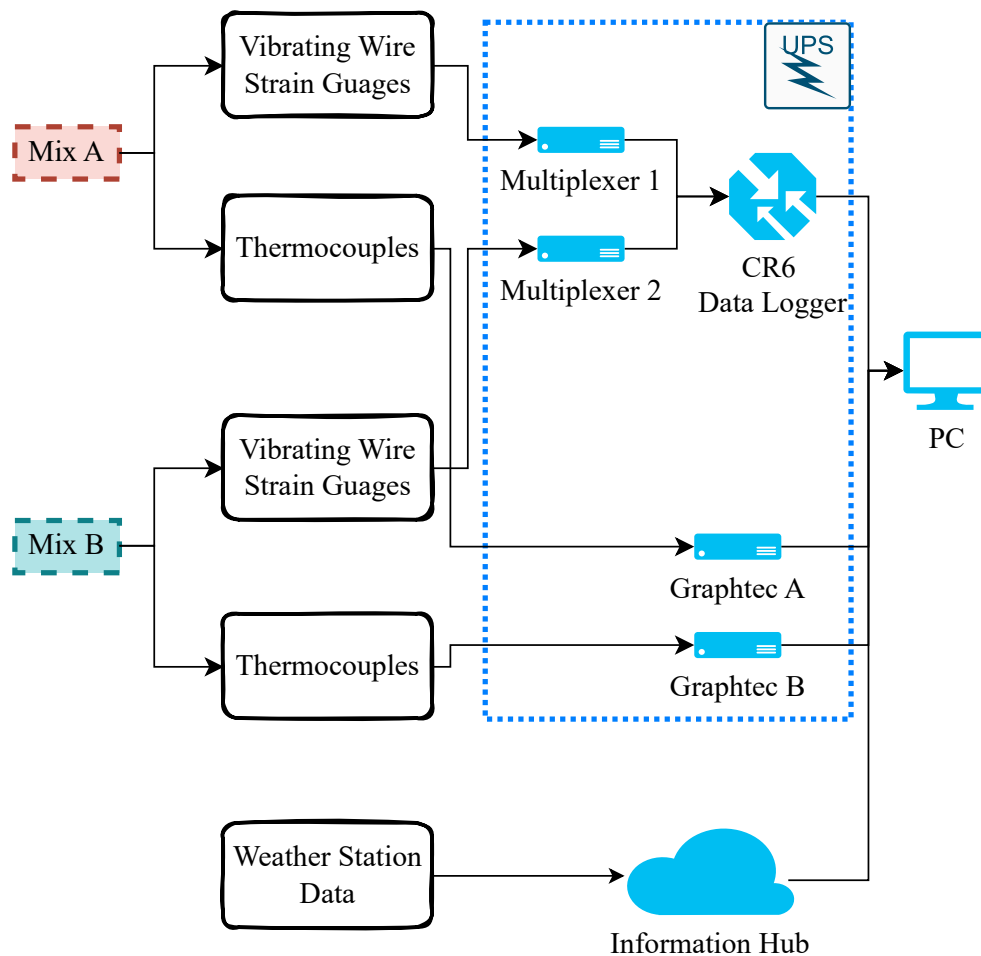 Vibrating Wire
Strain Guages
UPS
Mix A
Multiplexer 1
Thermocouples
CR6
Data Logger
Multiplexer 2
Vibrating Wire
Strain Guages
PC
Mix B
Graphtec A
Thermocouples
Graphtec B
Weather Station
Data
Information Hub